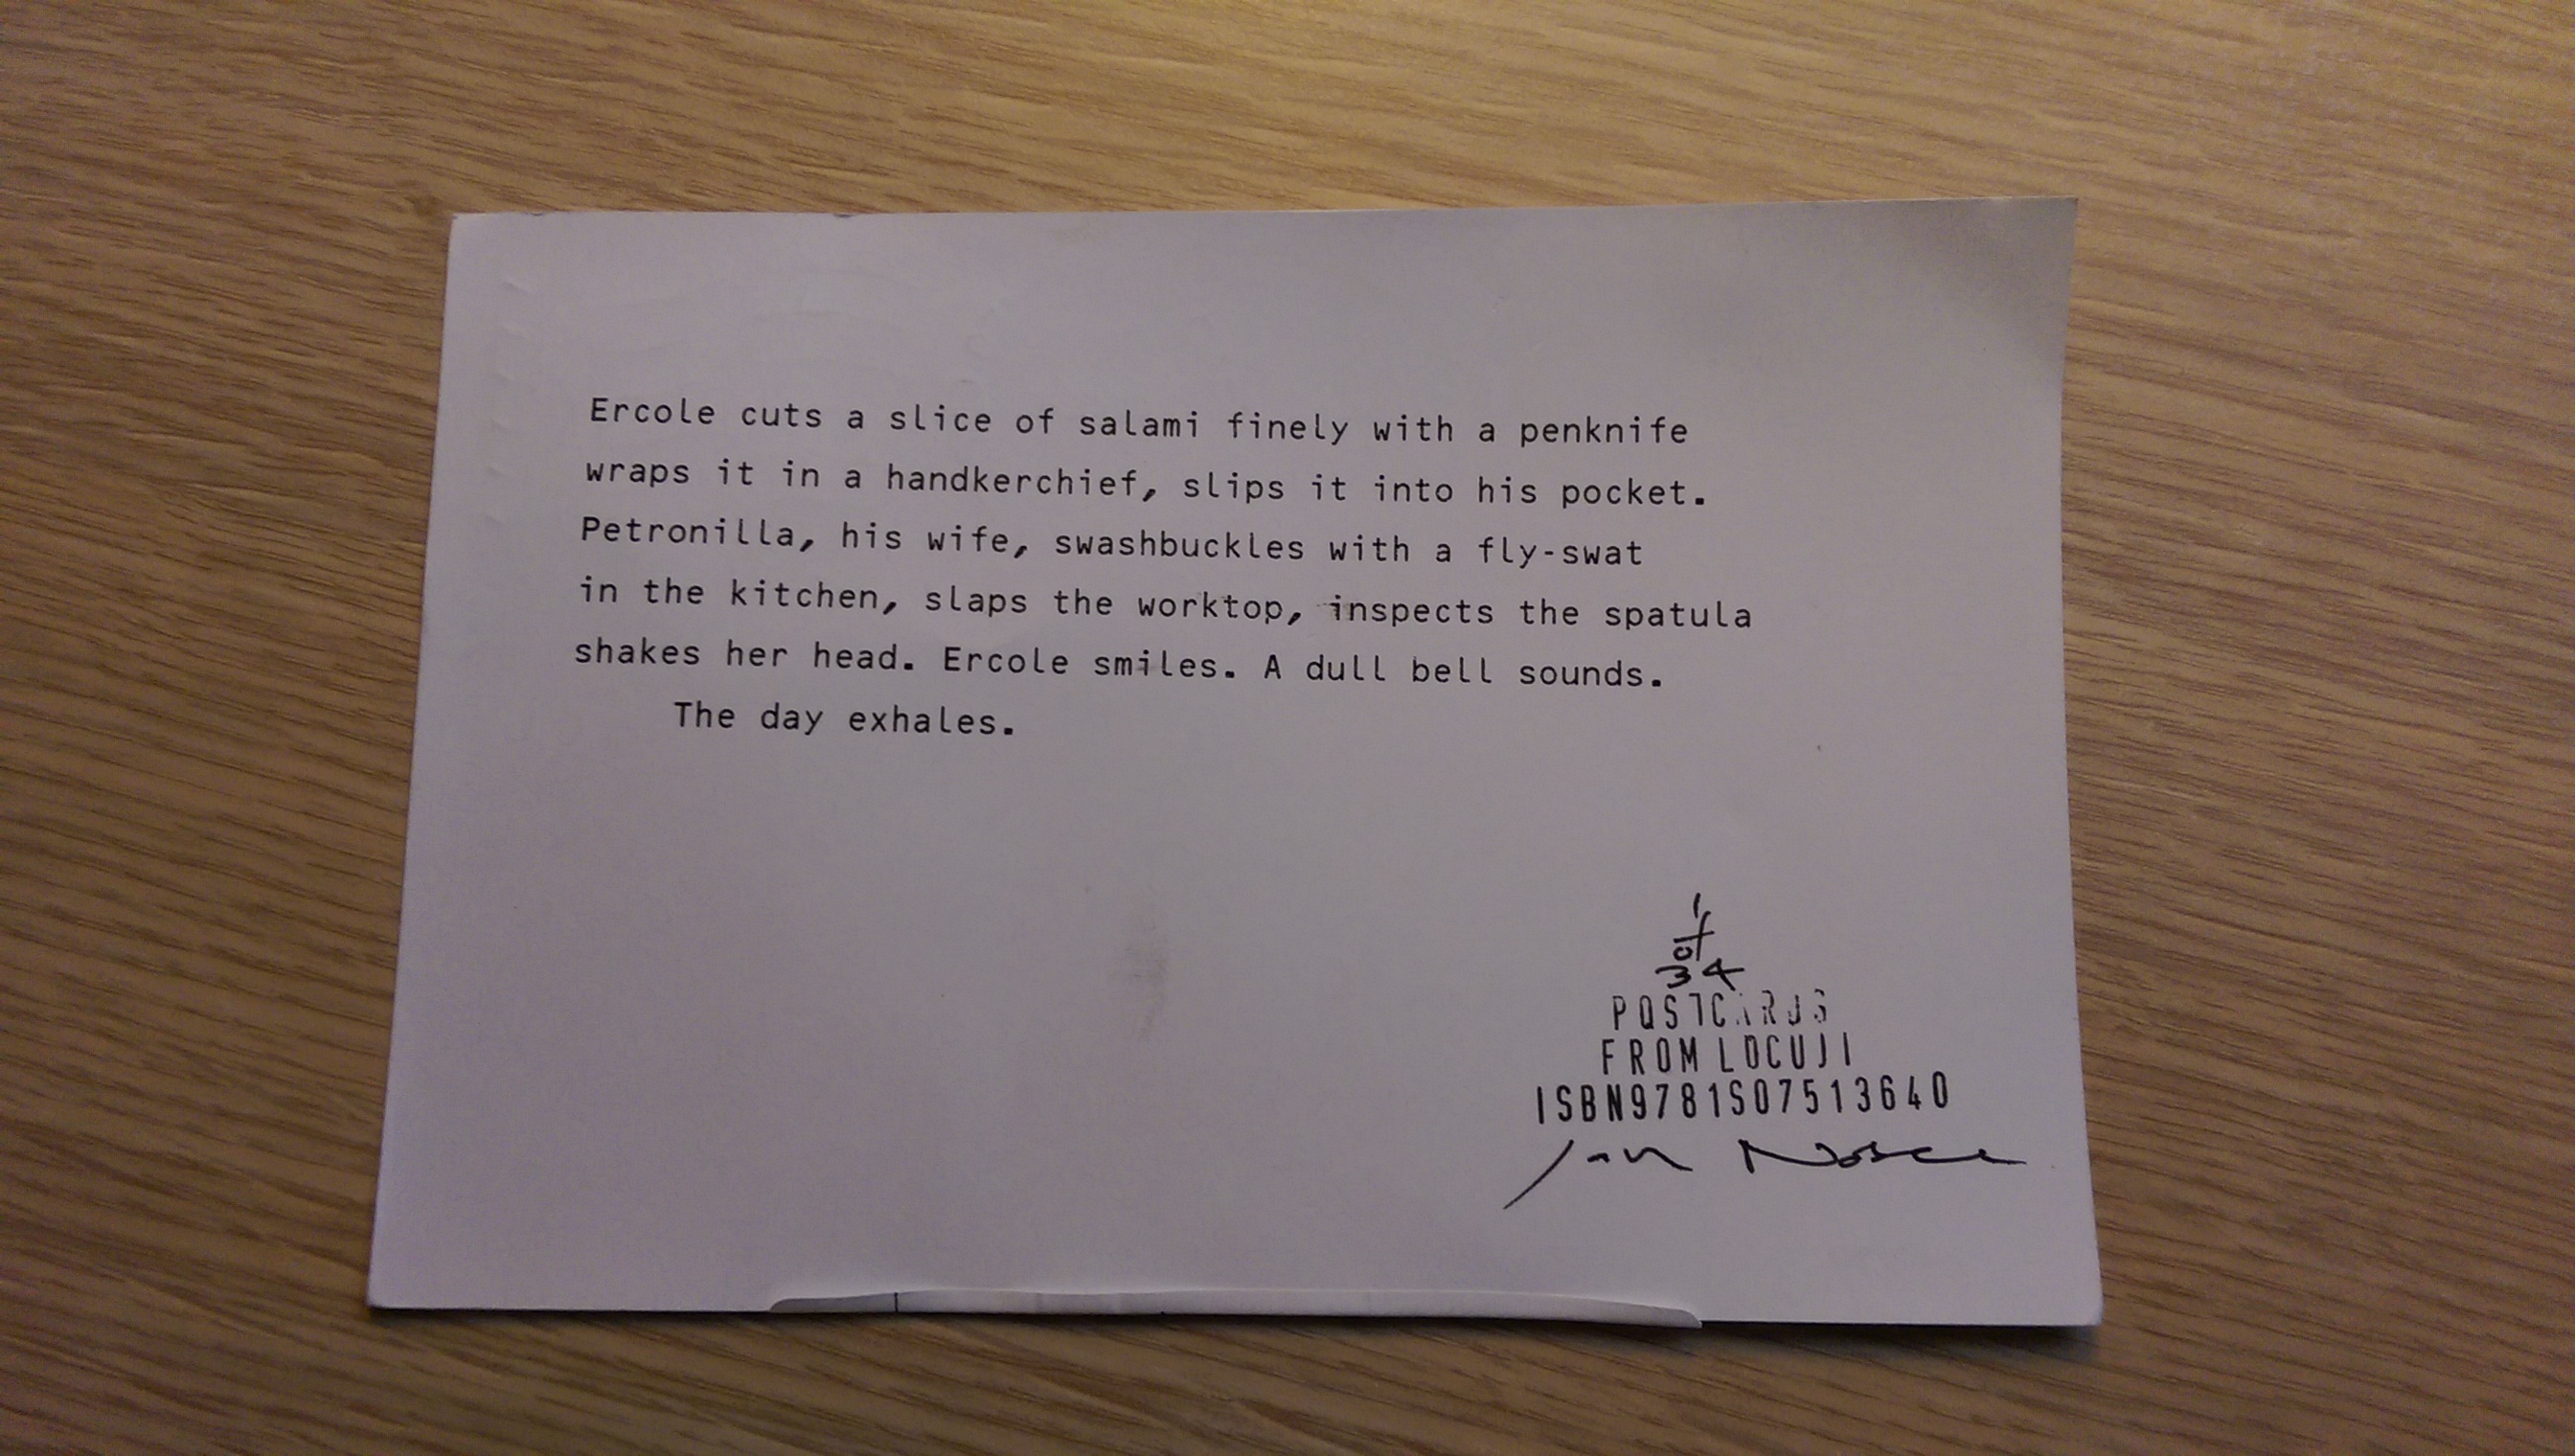 Ercole cuts a slice of salami finely with a penknife
wraps it in a handkerchief, slips it into his pocket.
Petronilla, his wife, swashbuckles with a fly-swat
in the kitchen, slaps the worktop, inspects the spatula
shakes her head. Ercole smiles. A dull bell sounds.
The day exhales.
1
of
34
POSTCARDS
FROM LOCUJI
ISBN9781507513640